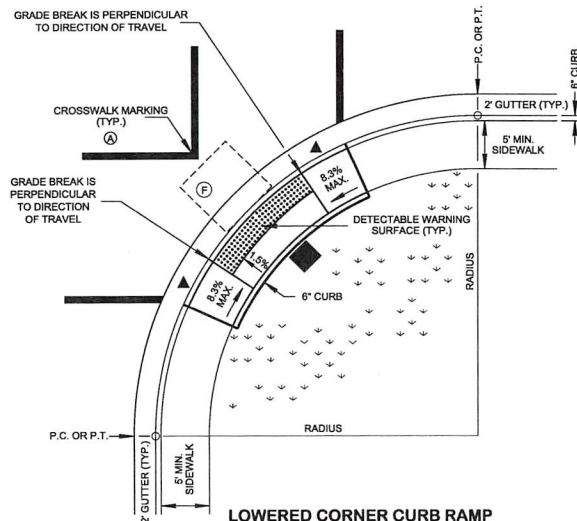 GRADE BREAK IS PERPENDICULAR
TO DIRECTION OF TRAVEL
P.C. OR P.T.
6" CURB
2' GUTTER (TYP.)
CROSSWALK MARKING
(TYP.)
A
5' MIN.
SIDEWALK
F
8.3%
MAX.
GRADE BREAK IS
PERPENDICULAR
TO DIRECTION
OF TRAVEL
DETECTABLE WARNING
SURFACE (TYP.)
1.5%
8.3%
MAX.
6" CURB
RADIUS
P.C. OR P.T.
RADIUS
2' GUTTER (TYP.)
5' MIN.
SIDEWALK
LOWERED CORNER CURB RAMP